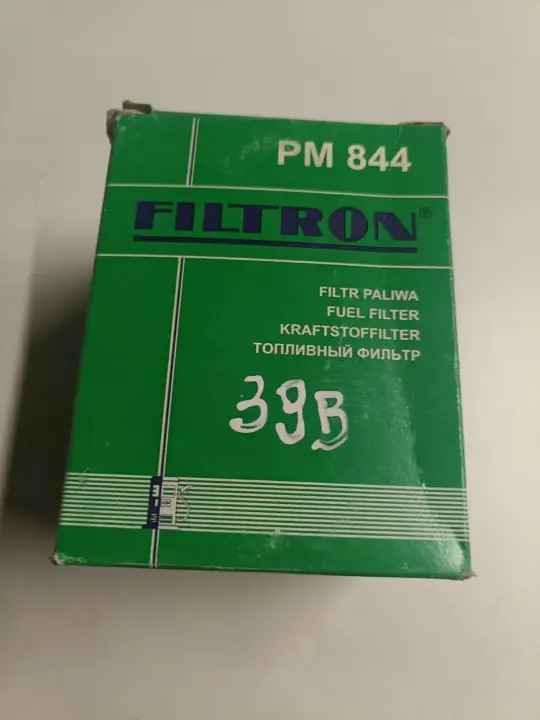 PM 844
FILTRON®
FILTR PALIWA
FUEL FILTER
KRAFTSTOFFILTER
ТОПЛИВНЫЙ ФИЛЬТР
39B